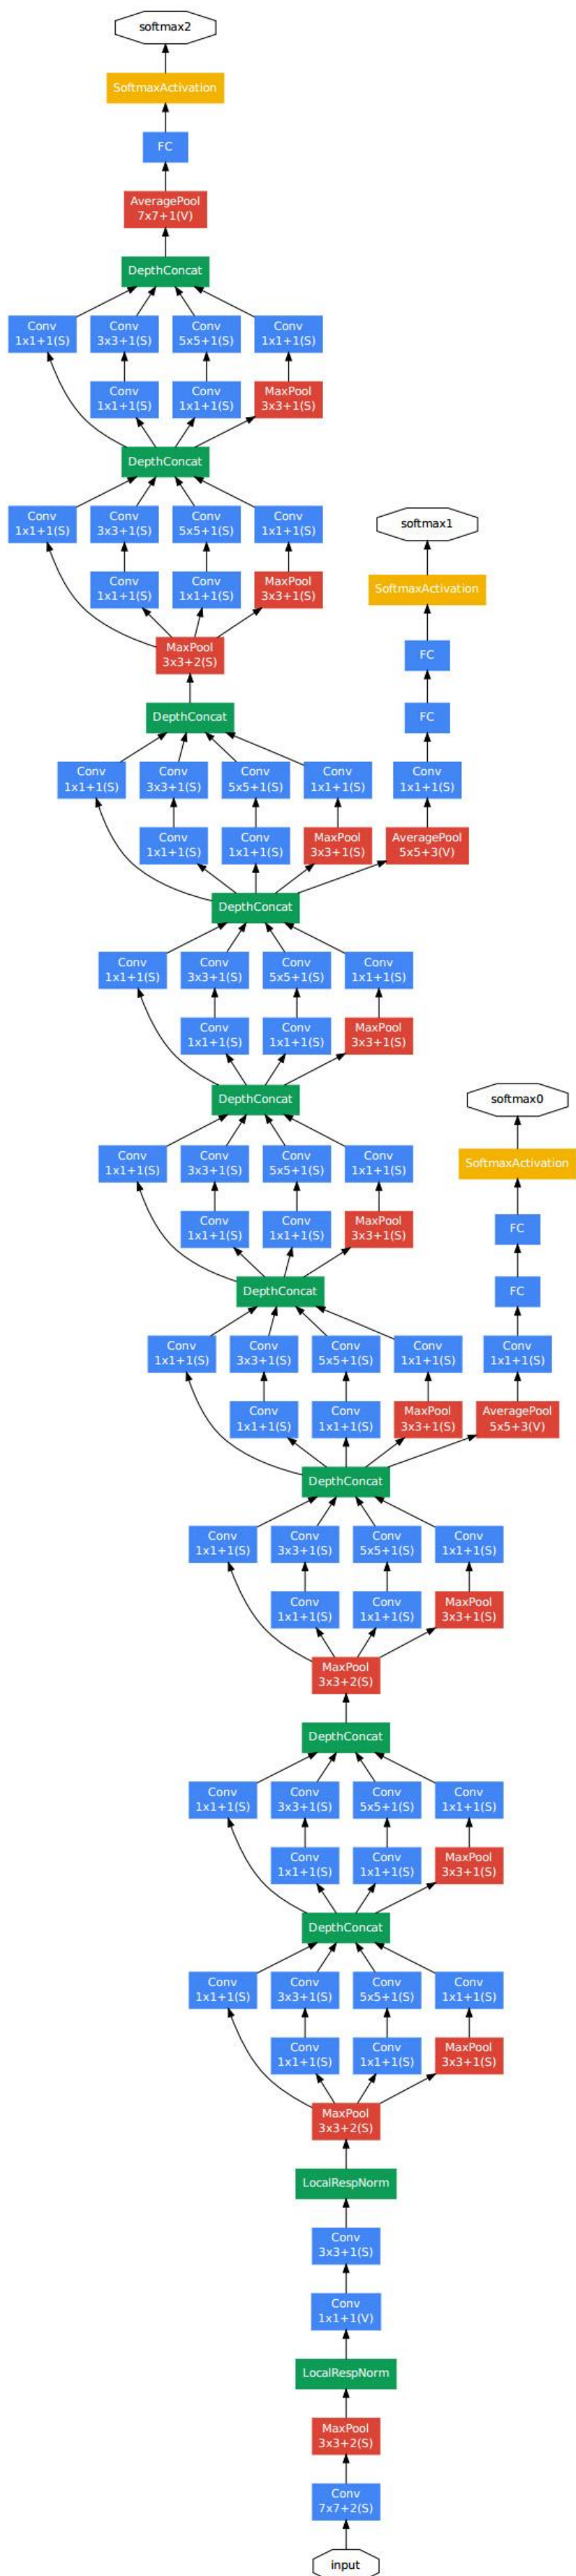 softmax2
SoftmaxActivation
FC
AveragePool
7x7+1(V)
DepthConcat
Conv
1x1+1(S)
Conv
3x3+1(S)
Conv
5x5+1(S)
Conv
1x1+1(S)
Conv
1x1+1(S)
Conv
1x1+1(S)
MaxPool
3x3+1(S)
DepthConcat
Conv
1x1+1(S)
Conv
3x3+1(S)
Conv
5x5+1(S)
Conv
1x1+1(S)
softmax1
Conv
1x1+1(S)
Conv
1x1+1(S)
MaxPool
3x3+1(S)
SoftmaxActivation
MaxPool
3x3+2(S)
FC
DepthConcat
FC
Conv
1x1+1(S)
Conv
3x3+1(S)
Conv
5x5+1(S)
Conv
1x1+1(S)
Conv
1x1+1(S)
Conv
1x1+1(S)
Conv
1x1+1(S)
MaxPool
3x3+1(S)
AveragePool
5x5+3(V)
DepthConcat
Conv
1x1+1(S)
Conv
3x3+1(S)
Conv
5x5+1(S)
Conv
1x1+1(S)
Conv
1x1+1(S)
Conv
1x1+1(S)
MaxPool
3x3+1(S)
DepthConcat
softmax0
Conv
1x1+1(S)
Conv
3x3+1(S)
Conv
5x5+1(S)
Conv
1x1+1(S)
SoftmaxActivation
Conv
1x1+1(S)
Conv
1x1+1(S)
MaxPool
3x3+1(S)
FC
DepthConcat
FC
Conv
1x1+1(S)
Conv
3x3+1(S)
Conv
5x5+1(S)
Conv
1x1+1(S)
Conv
1x1+1(S)
Conv
1x1+1(S)
Conv
1x1+1(S)
MaxPool
3x3+1(S)
AveragePool
5x5+3(V)
DepthConcat
Conv
1x1+1(S)
Conv
3x3+1(S)
Conv
5x5+1(S)
Conv
1x1+1(S)
Conv
1x1+1(S)
Conv
1x1+1(S)
MaxPool
3x3+1(S)
MaxPool
3x3+2(S)
DepthConcat
Conv
1x1+1(S)
Conv
3x3+1(S)
Conv
5x5+1(S)
Conv
1x1+1(S)
Conv
1x1+1(S)
Conv
1x1+1(S)
MaxPool
3x3+1(S)
DepthConcat
Conv
1x1+1(S)
Conv
3x3+1(S)
Conv
5x5+1(S)
Conv
1x1+1(S)
Conv
1x1+1(S)
Conv
1x1+1(S)
MaxPool
3x3+1(S)
MaxPool
3x3+2(S)
LocalRespNorm
Conv
3x3+1(S)
Conv
1x1+1(V)
LocalRespNorm
MaxPool
3x3+2(S)
Conv
7x7+2(S)
input